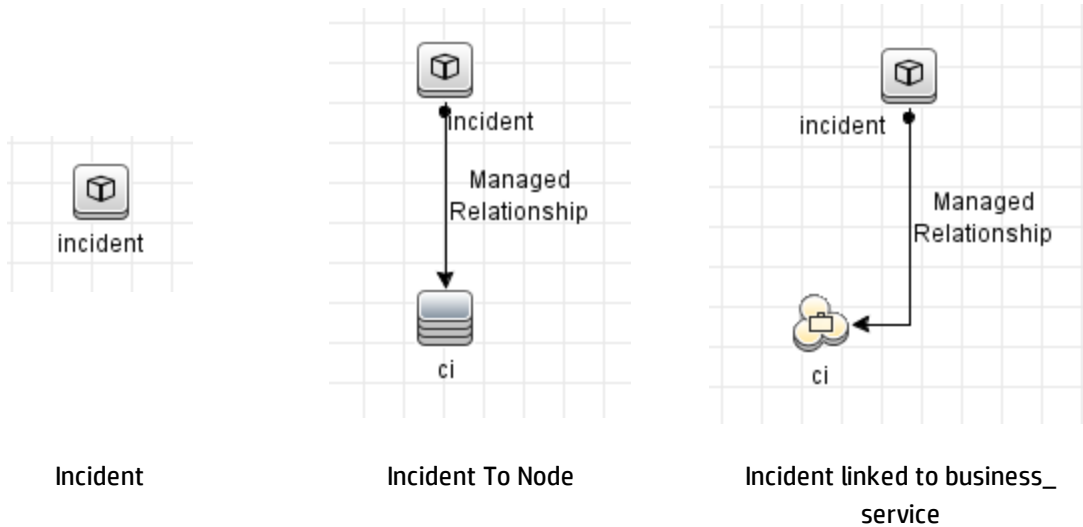 incident
Incident
incident
Managed
Relationship
ci
Incident To Node
incident
Managed
Relationship
ci
Incident linked to business_
service